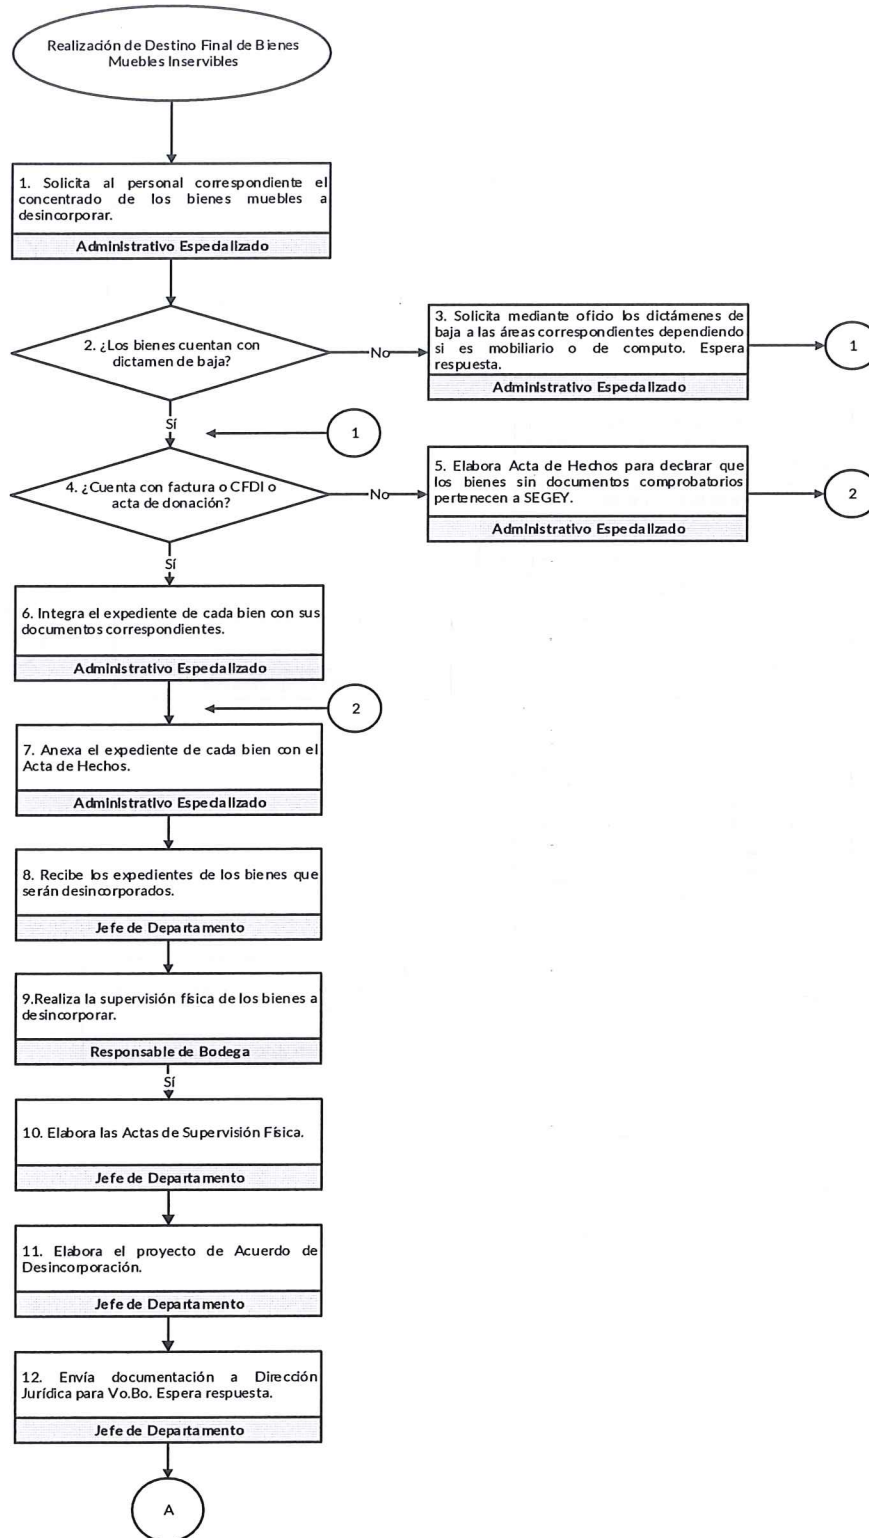 Realización de Destino Final de Bienes
Muebles Inservibles
1. Solicita al personal correspondiente el
concentrado de los bienes muebles a
desincorporar.
Administrativo Especializado
2. ¿Los bienes cuentan con
dictamen de baja?
No
3. Solicita mediante oficio los dictámenes de
baja a las áreas correspondientes dependiendo
si es mobiliario o de computo. Espera
respuesta.
Administrativo Especializado
1
Sí
1
4. ¿Cuenta con factura o CFDI o
acta de donación?
No
5. Elabora Acta de Hechos para declarar que
los bienes sin documentos comprobatorios
pertenecen a SEGEY.
Administrativo Especializado
2
Sí
6. Integra el expediente de cada bien con sus
documentos correspondientes.
Administrativo Especializado
2
7. Anexa el expediente de cada bien con el
Acta de Hechos.
Administrativo Especializado
8. Recibe los expedientes de los bienes que
serán desincorporados.
Jefe de Departamento
9.Realiza la supervisión física de los bienes a
desincorporar.
Responsable de Bodega
Sí
10. Elabora las Actas de Supervisión Física.
Jefe de Departamento
11. Elabora el proyecto de Acuerdo de
Desincorporación.
Jefe de Departamento
12. Envía documentación a Dirección
Jurídica para Vo.Bo. Espera respuesta.
Jefe de Departamento
A